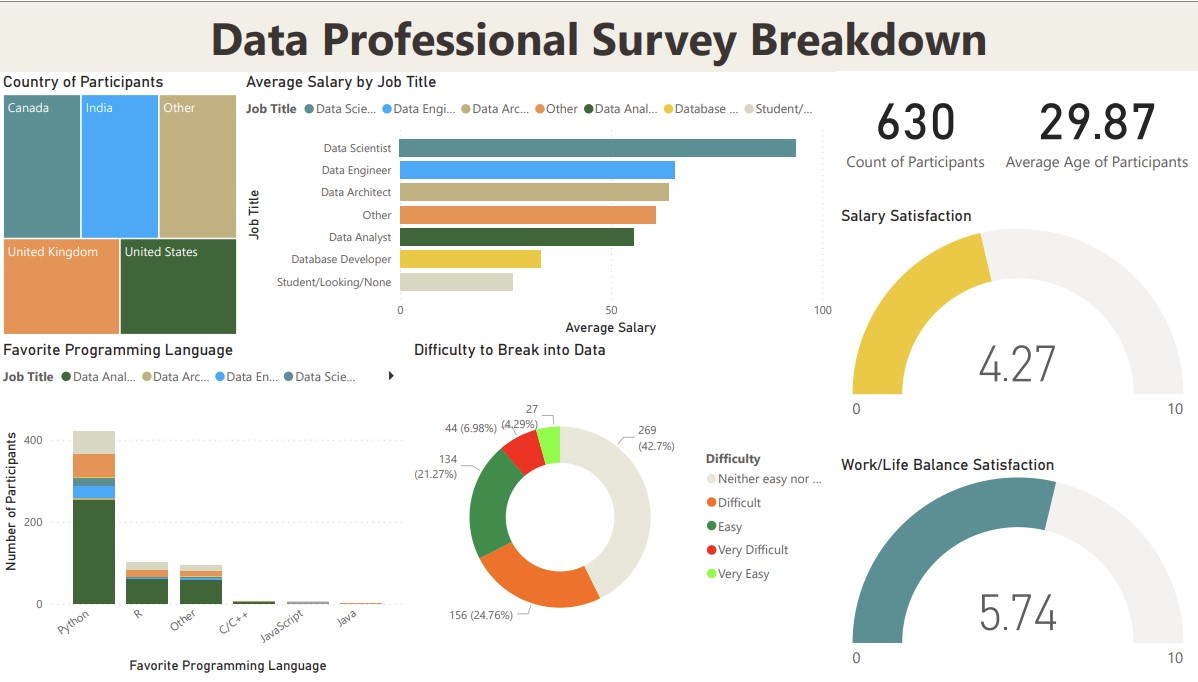 Data Professional Survey Breakdown
Country of Participants
Canada
India
Other
United Kingdom
United States
Average Salary by Job Title
Job Title Data Scie... Data Engi... Data Arc... Other Data Anal... Database ... Student/...
Job Title
Data Scientist
Data Engineer
Data Architect
Other
Data Analyst
Database Developer
Student/Looking/None
0 50 100
Average Salary
630
Count of Participants
29.87
Average Age of Participants
Salary Satisfaction
4.27
0 10
Favorite Programming Language
Job Title Data Anal... Data Arc... Data En... Data Scie...
Number of Participants
400
200
0
Python R Other C/C++ JavaScript Java
Favorite Programming Language
Difficulty to Break into Data
27
(4.29%)
44 (6.98%)
269
(42.7%)
134
(21.27%)
156 (24.76%)
Difficulty
Neither easy nor ...
Difficult
Easy
Very Difficult
Very Easy
Work/Life Balance Satisfaction
5.74
0 10